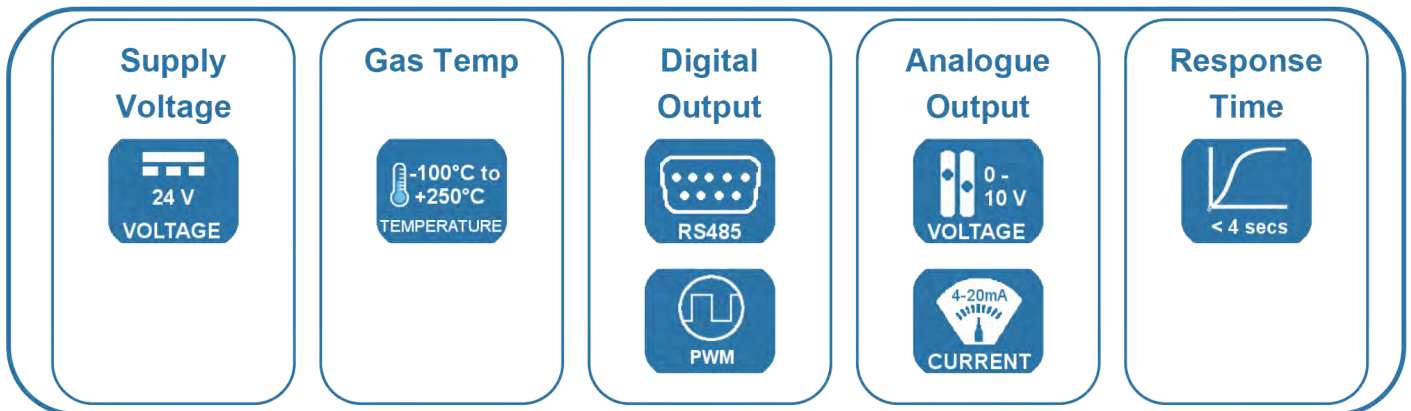 Supply
Voltage
24 V
VOLTAGE
Gas Temp
-100°C to
+250°C
TEMPERATURE
Digital
Output
RS485
PWM
Analogue
Output
0 -
10 V
VOLTAGE
4-20mA
CURRENT
Response
Time
< 4 secs